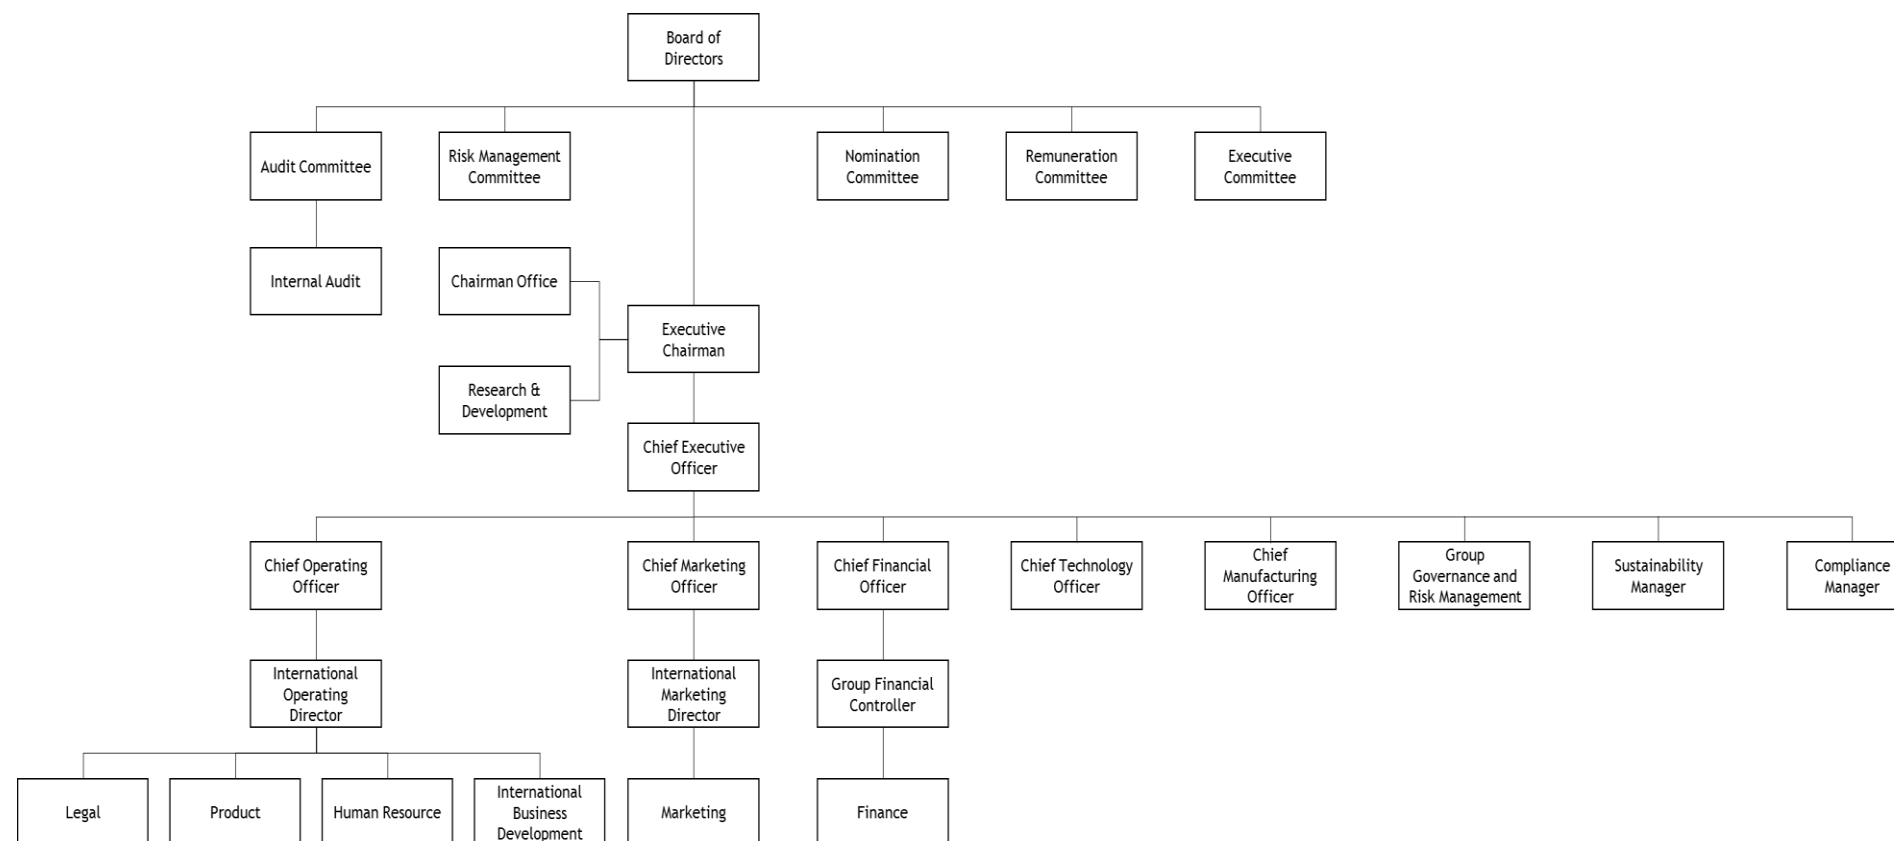 Board of
Directors
Audit Committee
Risk Management
Committee
Nomination
Committee
Remuneration
Committee
Executive
Committee
Internal Audit
Chairman Office
Executive
Chairman
Research &
Development
Chief Executive
Officer
Chief Operating
Officer
Chief Marketing
Officer
Chief Financial
Officer
Chief Technology
Officer
Chief
Manufacturing
Officer
Group
Governance and
Risk Management
Sustainability
Manager
Compliance
Manager
International
Operating
Director
International
Marketing
Director
Group Financial
Controller
Legal
Product
Human Resource
International
Business
Development
Marketing
Finance